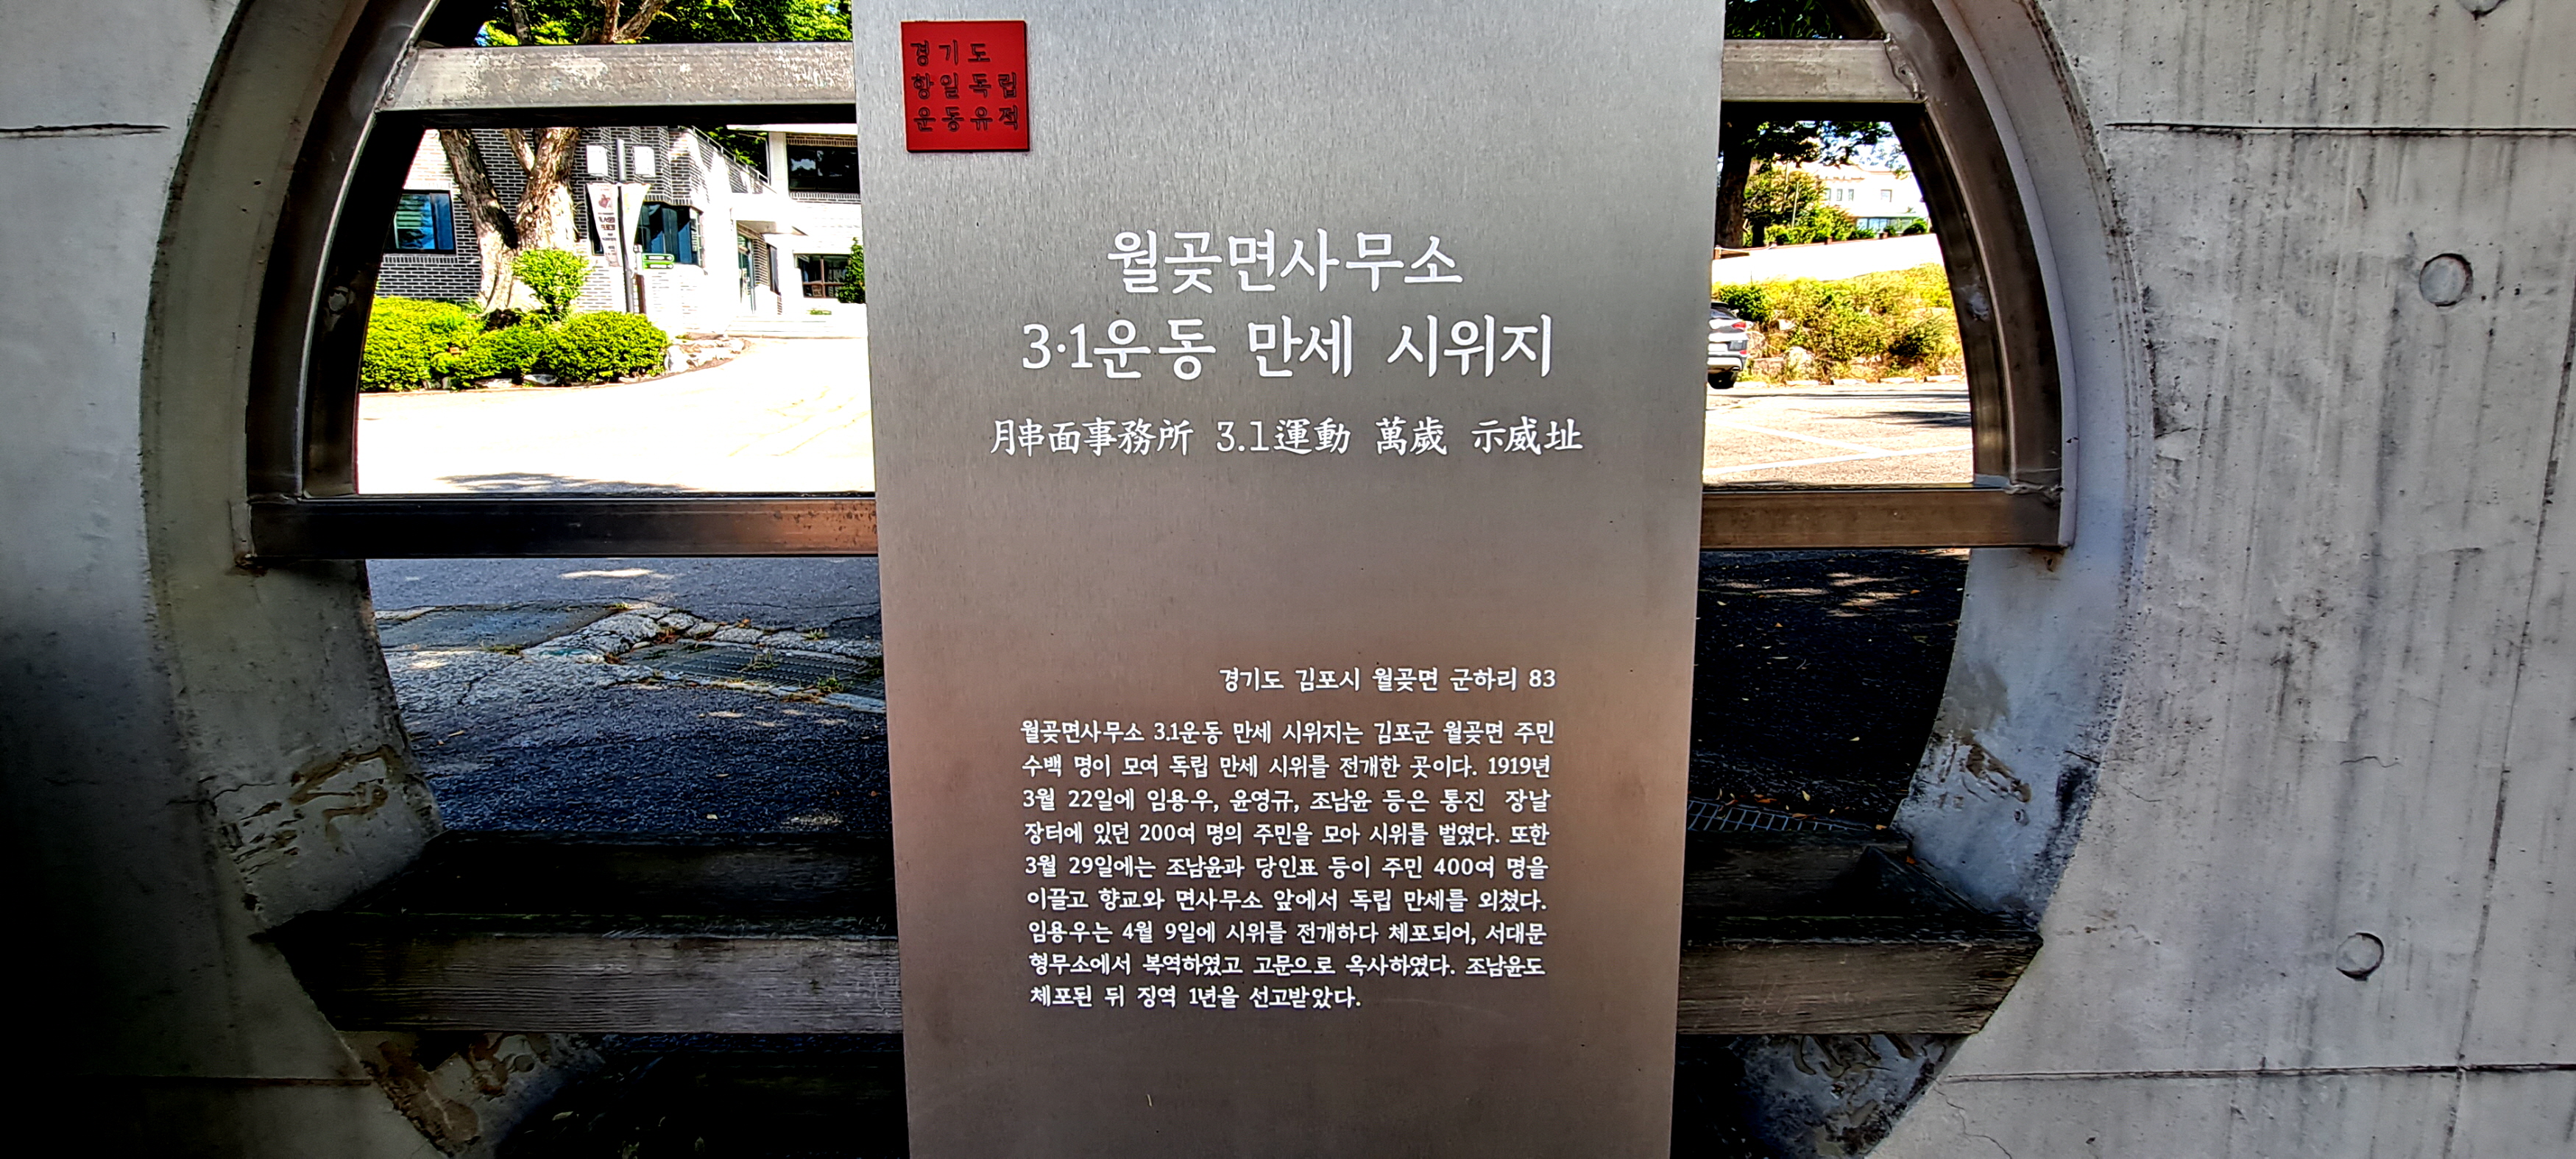 경기도
항일독립
운동유적
월곶면사무소
3·1운동 만세 시위지
月串面事務所 3.1運動 萬歲 示威址
경기도 김포시 월곶면 군하리 83
월곶면사무소 3.1운동 만세 시위지는 김포군 월곶면 주민
수백 명이 모여 독립 만세 시위를 전개한 곳이다. 1919년
3월 22일에 임용우, 윤영규, 조남윤 등은 통진 장날
장터에 있던 200여 명의 주민을 모아 시위를 벌였다. 또한
3월 29일에는 조남윤과 당인표 등이 주민 400여 명을
이끌고 향교와 면사무소 앞에서 독립 만세를 외쳤다.
임용우는 4월 9일에 시위를 전개하다 체포되어, 서대문
형무소에서 복역하였고 고문으로 옥사하였다. 조남윤도
체포된 뒤 징역 1년을 선고받았다.